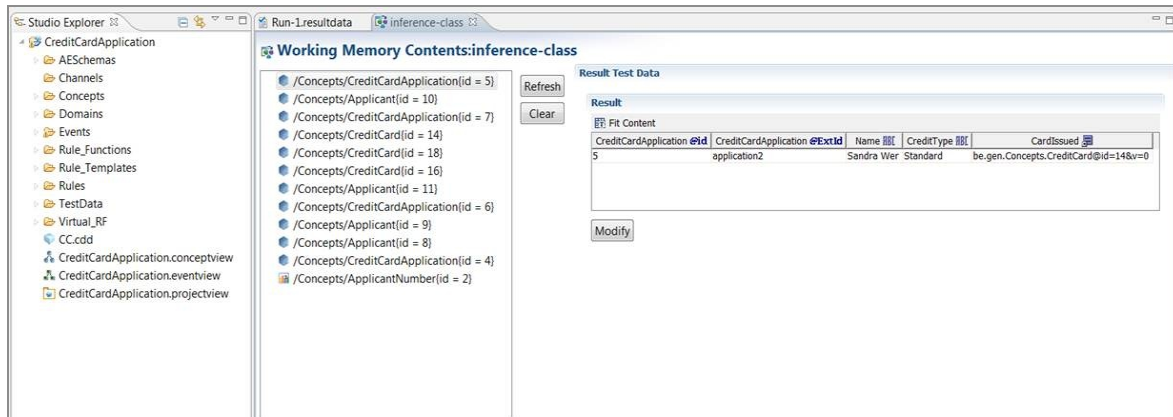 Studio Explorer
CreditCardApplication
AESchemas
Channels
Concepts
Domains
Events
Rule_Functions
Rule_Templates
Rules
TestData
Virtual_RF
CC.cdd
CreditCardApplication.conceptview
CreditCardApplication.eventview
CreditCardApplication.projectview
Run-1.resultdata
inference-class
Working Memory Contents:inference-class
/Concepts/CreditCardApplication{id = 5}
/Concepts/Applicant{id = 10}
/Concepts/CreditCardApplication{id = 7}
/Concepts/CreditCard{id = 14}
/Concepts/CreditCard{id = 18}
/Concepts/CreditCard{id = 16}
/Concepts/Applicant{id = 11}
/Concepts/CreditCardApplication{id = 6}
/Concepts/Applicant{id = 9}
/Concepts/Applicant{id = 8}
/Concepts/CreditCardApplication{id = 4}
/Concepts/ApplicantNumber{id = 2}
Refresh
Clear
Result Test Data
Result
Fit Content
CreditCardApplication @id CreditCardApplication @ExtId Name CreditType CardIssued
5 application2 Sandra Wer Standard be.gen.Concepts.CreditCard@id=14&v=0
Modify